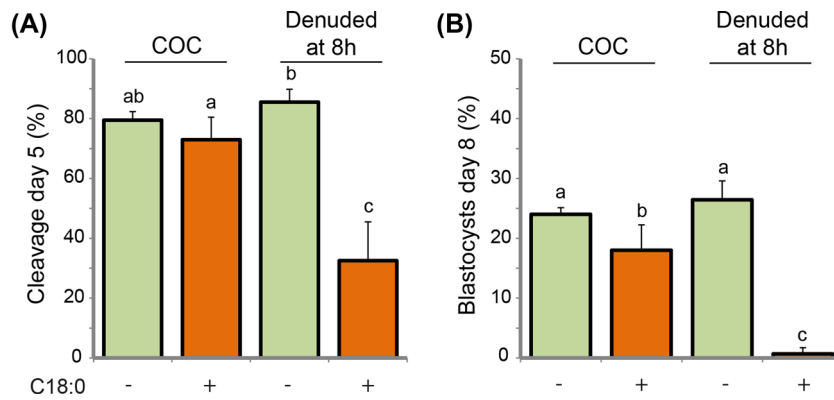 (A)
COC
Denuded
at 8h
Cleavage day 5 (%)
100
80
60
40
20
0
ab
a
b
c
C18:0
-
+
-
+
(B)
COC
Denuded
at 8h
Blastocysts day 8 (%)
50
40
30
20
10
0
a
b
a
c
-
+
-
+